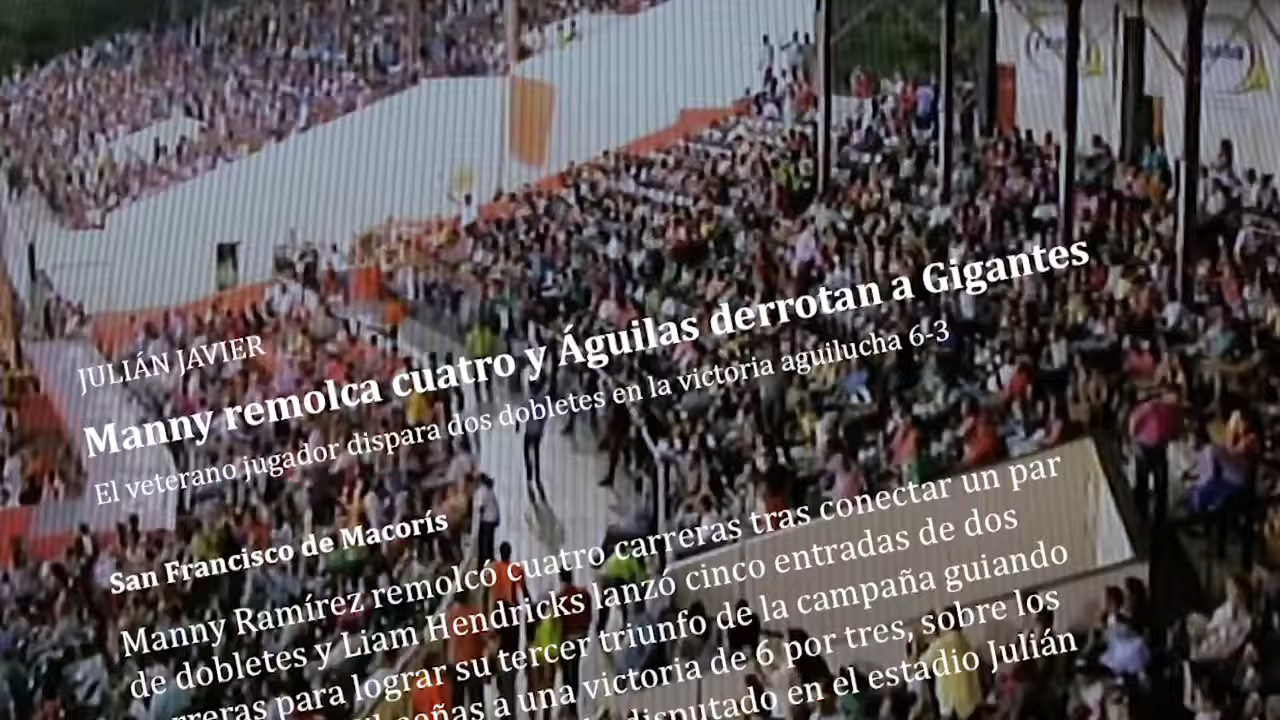 JULIÁN JAVIER
Manny remolca cuatro y Águilas derrotan a Gigantes
El veterano jugador dispara dos dobletes en la victoria aguilucha 6-3
San Francisco de Macorís
Manny Ramírez remolcó cuatro carreras tras conectar un par
de dobletes y Liam Hendricks lanzó cinco entradas de dos
para lograr su tercer triunfo de la campaña guiando
a una victoria de 6 por tres, sobre los
disputado en el estadio Julián